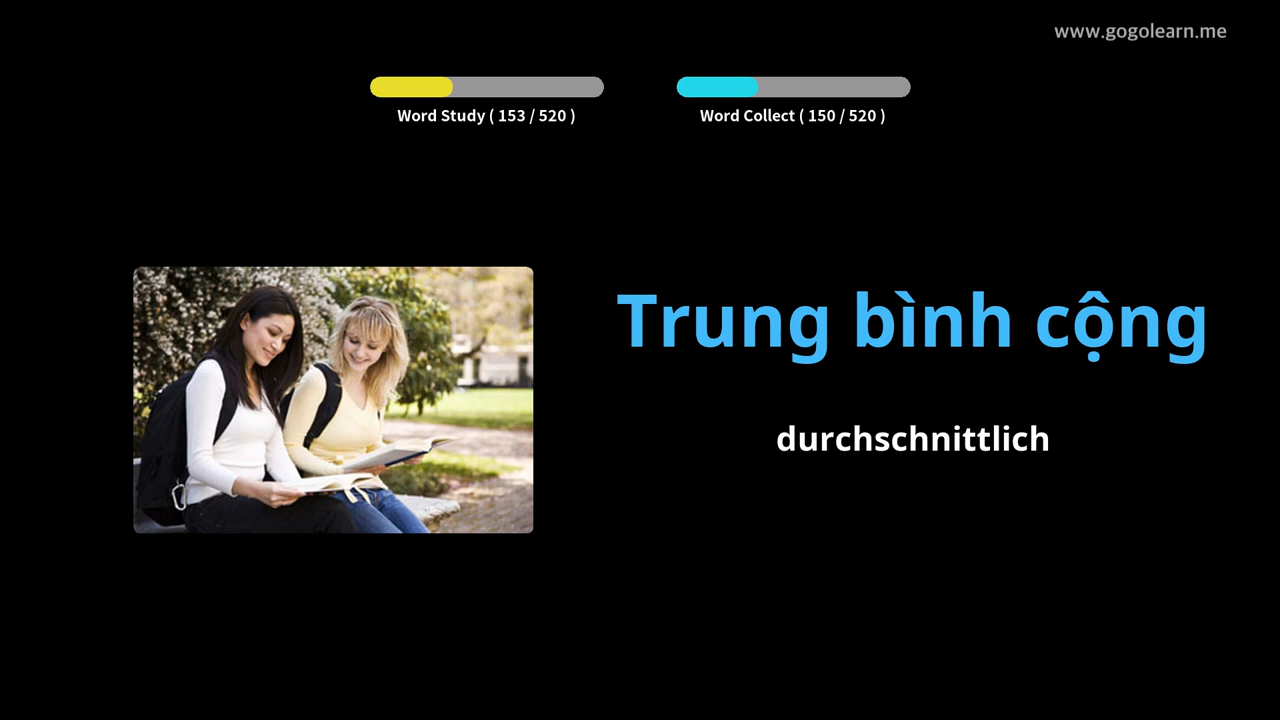 www.gogolearn.me
Word Study ( 153 / 520 )
Word Collect ( 150 / 520 )
Trung bình cộng
durchschnittlich